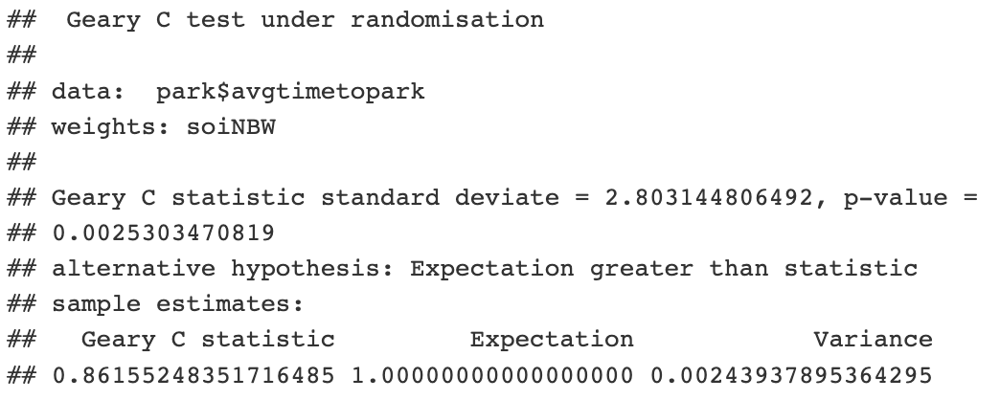 ##  Geary C test under randomisation
##
## data:  park$avgtimetopark
## weights: soiNBW
##
## Geary C statistic standard deviate = 2.803144806492, p-value =
## 0.0025303470819
## alternative hypothesis: Expectation greater than statistic
## sample estimates:
##   Geary C statistic         Expectation            Variance
## 0.86155248351716485 1.00000000000000000 0.00243937895364295